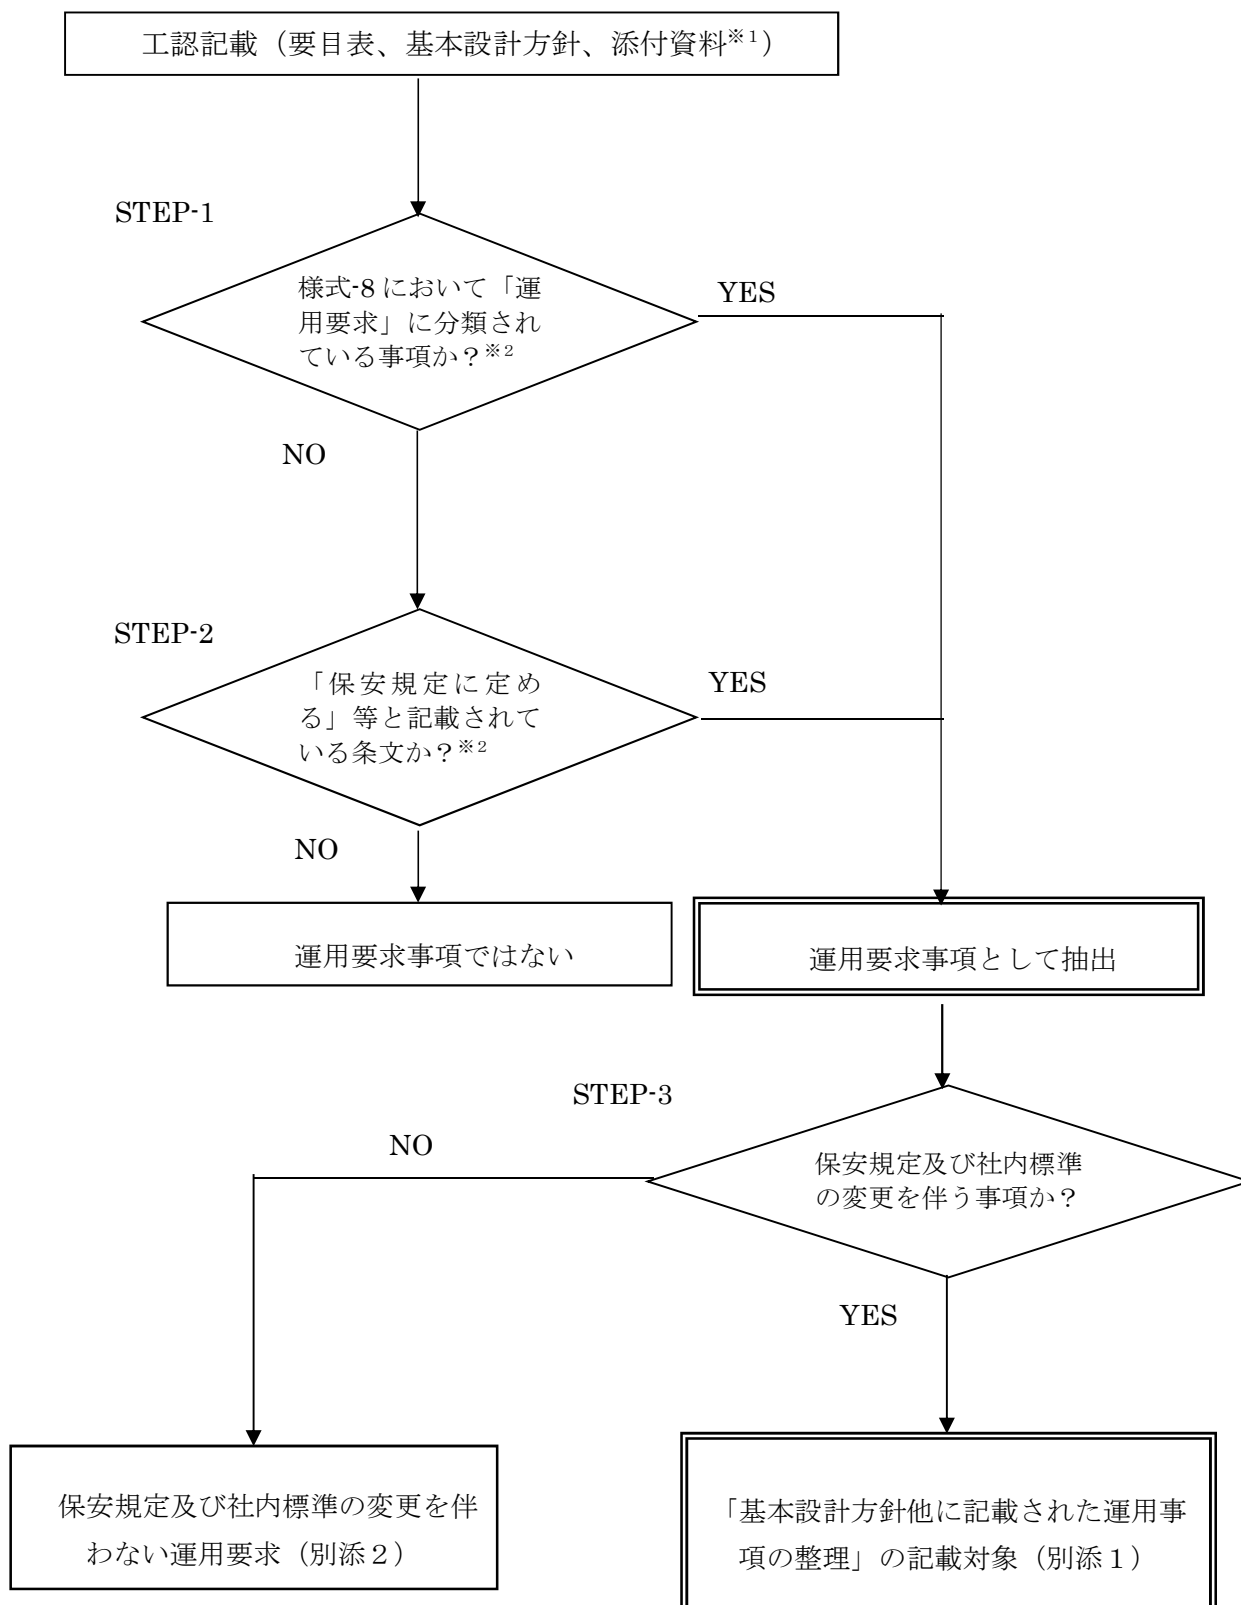 工認記載（要目表、基本設計方針、添付資料※1）
STEP-1
様式-8において「運
用要求」に分類され
ている事項か？※2
YES
NO
STEP-2
「保安規定に定め
る」等と記載されて
いる条文か？※2
YES
NO
運用要求事項ではない
運用要求事項として抽出
STEP-3
保安規定及び社内標準
の変更を伴う事項か？
NO
YES
保安規定及び社内標準の変更を伴
わない運用要求（別添２）
「基本設計方針他に記載された運用事
項の整理」の記載対象（別添１）